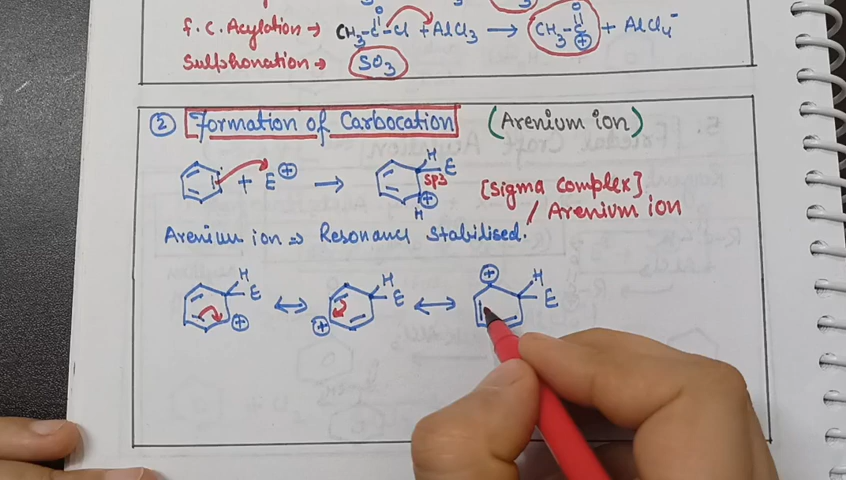 f.C. Acylation → CH3-C-Cl + AlCl3 → CH3-C + AlCl4-
O O ⊕
Sulphonation → SO3
② Formation of Carbocation (Arenium ion)
+ E⊕ → H E SP3 ⊕ H [Sigma Complex]
/ Arenium ion
Arenium ion ⇒ Resonance Stabilised.
H E ⊕ ↔ H E ⊕ ↔ ⊕ H E